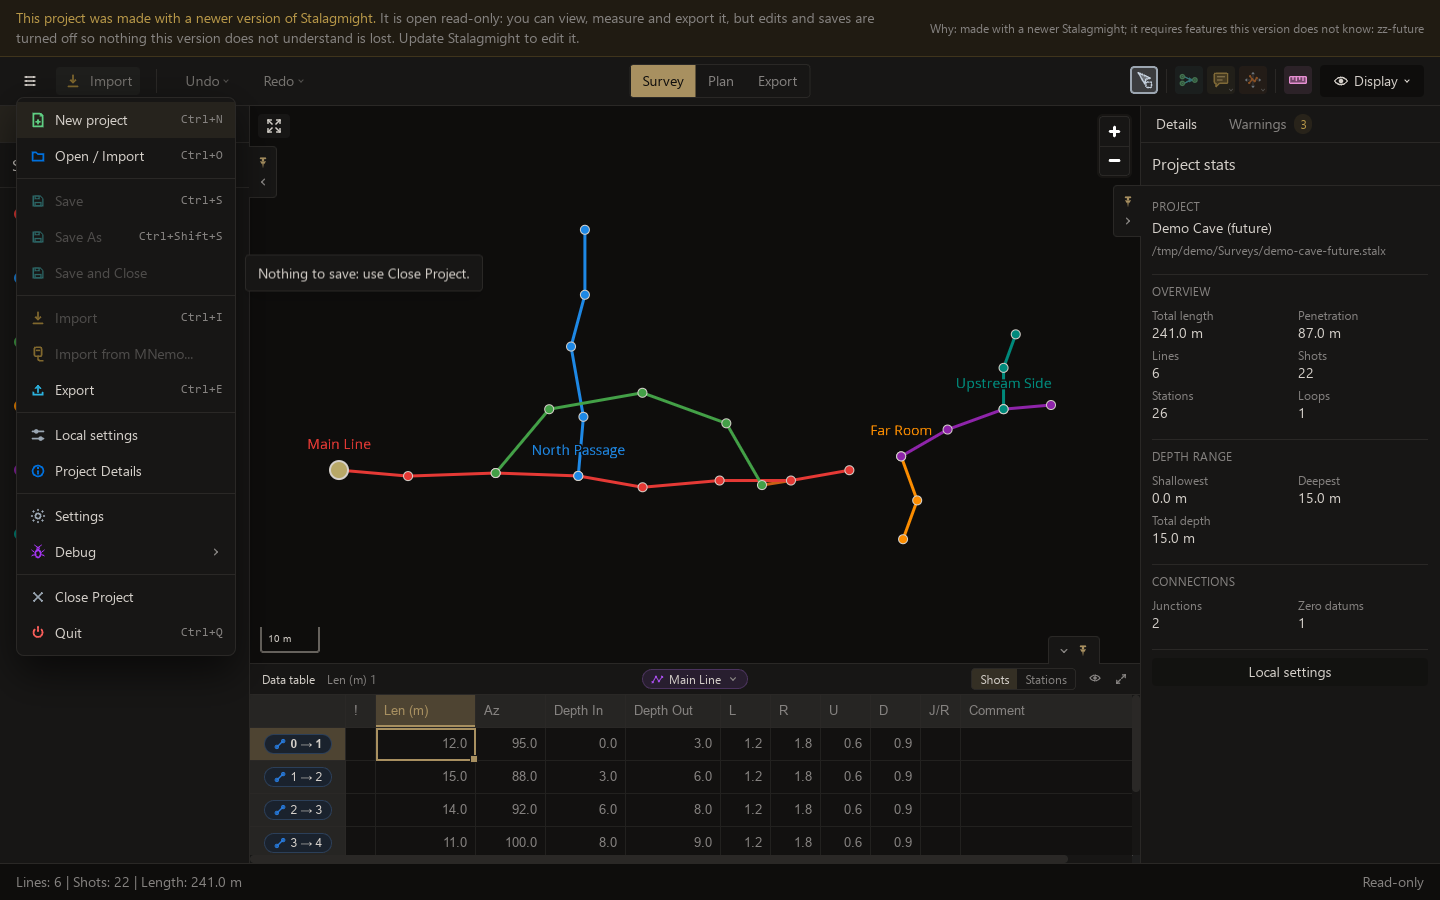 This project was made with a newer version of Stalagmight. It is open read-only: you can view, measure and export it, but edits and saves are
turned off so nothing this version does not understand is lost. Update Stalagmight to edit it.
Why: made with a newer Stalagmight; it requires features this version does not know: zz-future
Import
Undo
Redo
Survey
Plan
Export
Display
New project Ctrl+N
Open / Import Ctrl+O
Save Ctrl+S
Save As Ctrl+Shift+S
Save and Close
Import Ctrl+I
Import from MNemo...
Export Ctrl+E
Local settings
Project Details
Settings
Debug
Close Project
Quit Ctrl+Q
Nothing to save: use Close Project.
Main Line
North Passage
Far Room
Upstream Side
10 m
Details
Warnings 3
Project stats
PROJECT
Demo Cave (future)
/tmp/demo/Surveys/demo-cave-future.stalx
OVERVIEW
Total length Penetration
241.0 m 87.0 m
Lines Shots
6 22
Stations Loops
26 1
DEPTH RANGE
Shallowest Deepest
0.0 m 15.0 m
Total depth
15.0 m
CONNECTIONS
Junctions Zero datums
2 1
Local settings
Data table Len (m) 1
Main Line
Shots Stations
! Len (m) Az Depth In Depth Out L R U D J/R Comment
0 → 1 12.0 95.0 0.0 3.0 1.2 1.8 0.6 0.9
1 → 2 15.0 88.0 3.0 6.0 1.2 1.8 0.6 0.9
2 → 3 14.0 92.0 6.0 8.0 1.2 1.8 0.6 0.9
3 → 4 11.0 100.0 8.0 9.0 1.2 1.8 0.6 0.9
Lines: 6 | Shots: 22 | Length: 241.0 m
Read-only